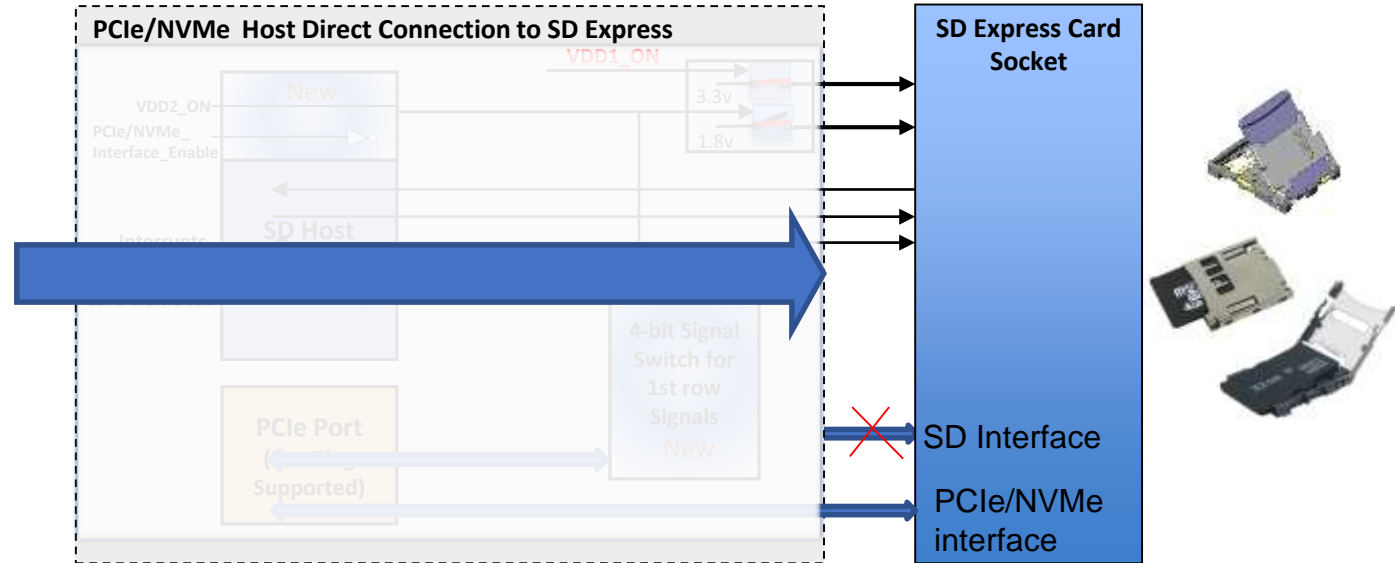 PCIe/NVMe Host Direct Connection to SD Express
SD Express Card
Socket
VDD1_ON
New
3.3v
VDD2_ON
PCIe/NVMe_
Interface_Enable
1.8v
SD Host
Interrupts
4-bit Signal
Switch for
1st row
Signals
New
PCIe Port
Supported)
SD Interface
PCIe/NVMe
interface